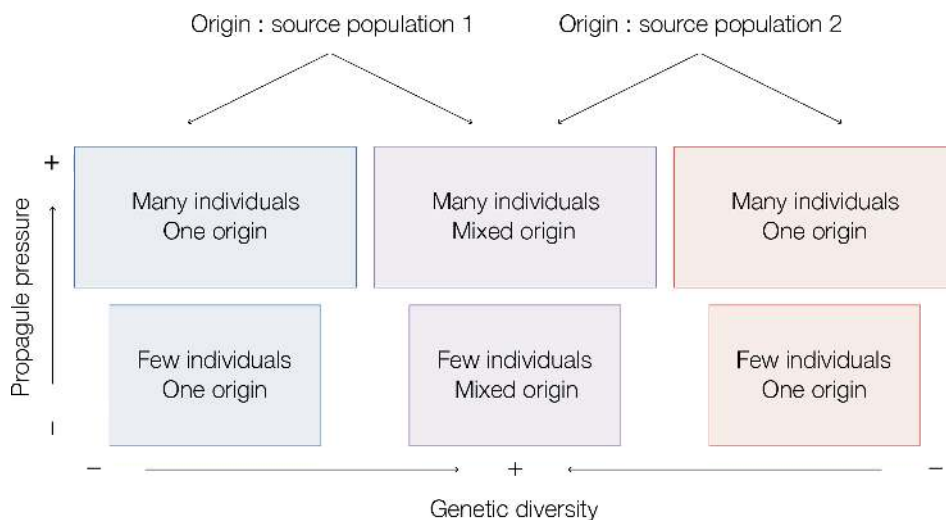 Origin : source population 1
Origin : source population 2
+
Many individuals
One origin
Many individuals
Mixed origin
Many individuals
One origin
Propagule pressure
Few individuals
One origin
Few individuals
Mixed origin
Few individuals
One origin
–
–
+
–
Genetic diversity